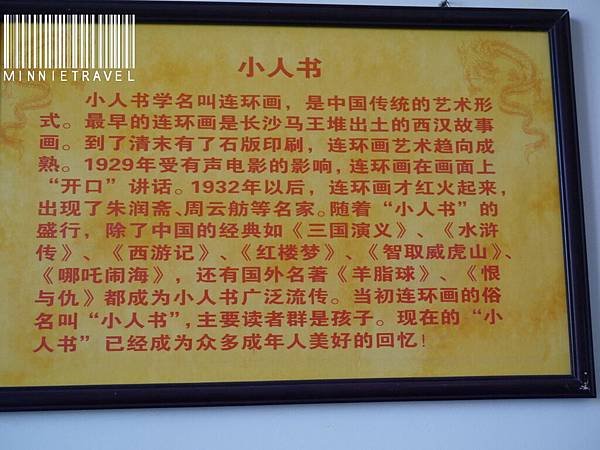 MINNIETRAVEL
小人书
小人书学名叫连环画，是中国传统的艺术形
式。最早的连环画是长沙马王堆出土的西汉故事
画。到了清末有了石版印刷，连环画艺术趋向成
熟。1929年受有声电影的影响，连环画在画面上
“开口”讲话。1932年以后，连环画才红火起来，
出现了朱润斋、周云舫等名家。随着“小人书”的
盛行，除了中国的经典如《三国演义》、《水浒
传》、《西游记》、《红楼梦》、《智取威虎山》、
《哪吒闹海》，还有国外名著《羊脂球》、《恨
与仇》都成为小人书广泛流传。当初连环画的俗
名叫“小人书”，主要读者群是孩子。现在的“小
人书”已经成为众多成年人美好的回忆！